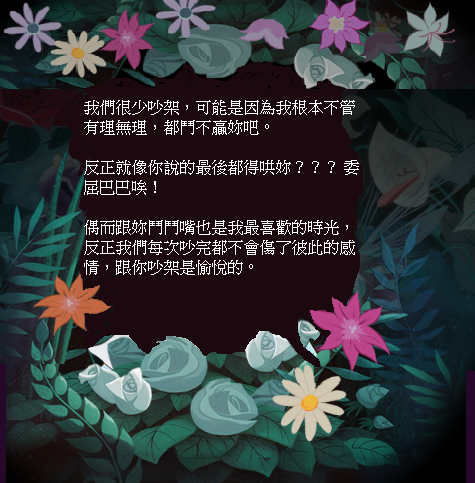 我們很少吵架，可能是因為我根本不管
有理無理，都鬥不贏妳吧。
反正就像你說的最後都得哄妳？？？ 委
屈巴巴唉！
偶而跟妳鬥鬥嘴也是我最喜歡的時光，
反正我們每次吵完都不會傷了彼此的感
情，跟你吵架是愉悅的。